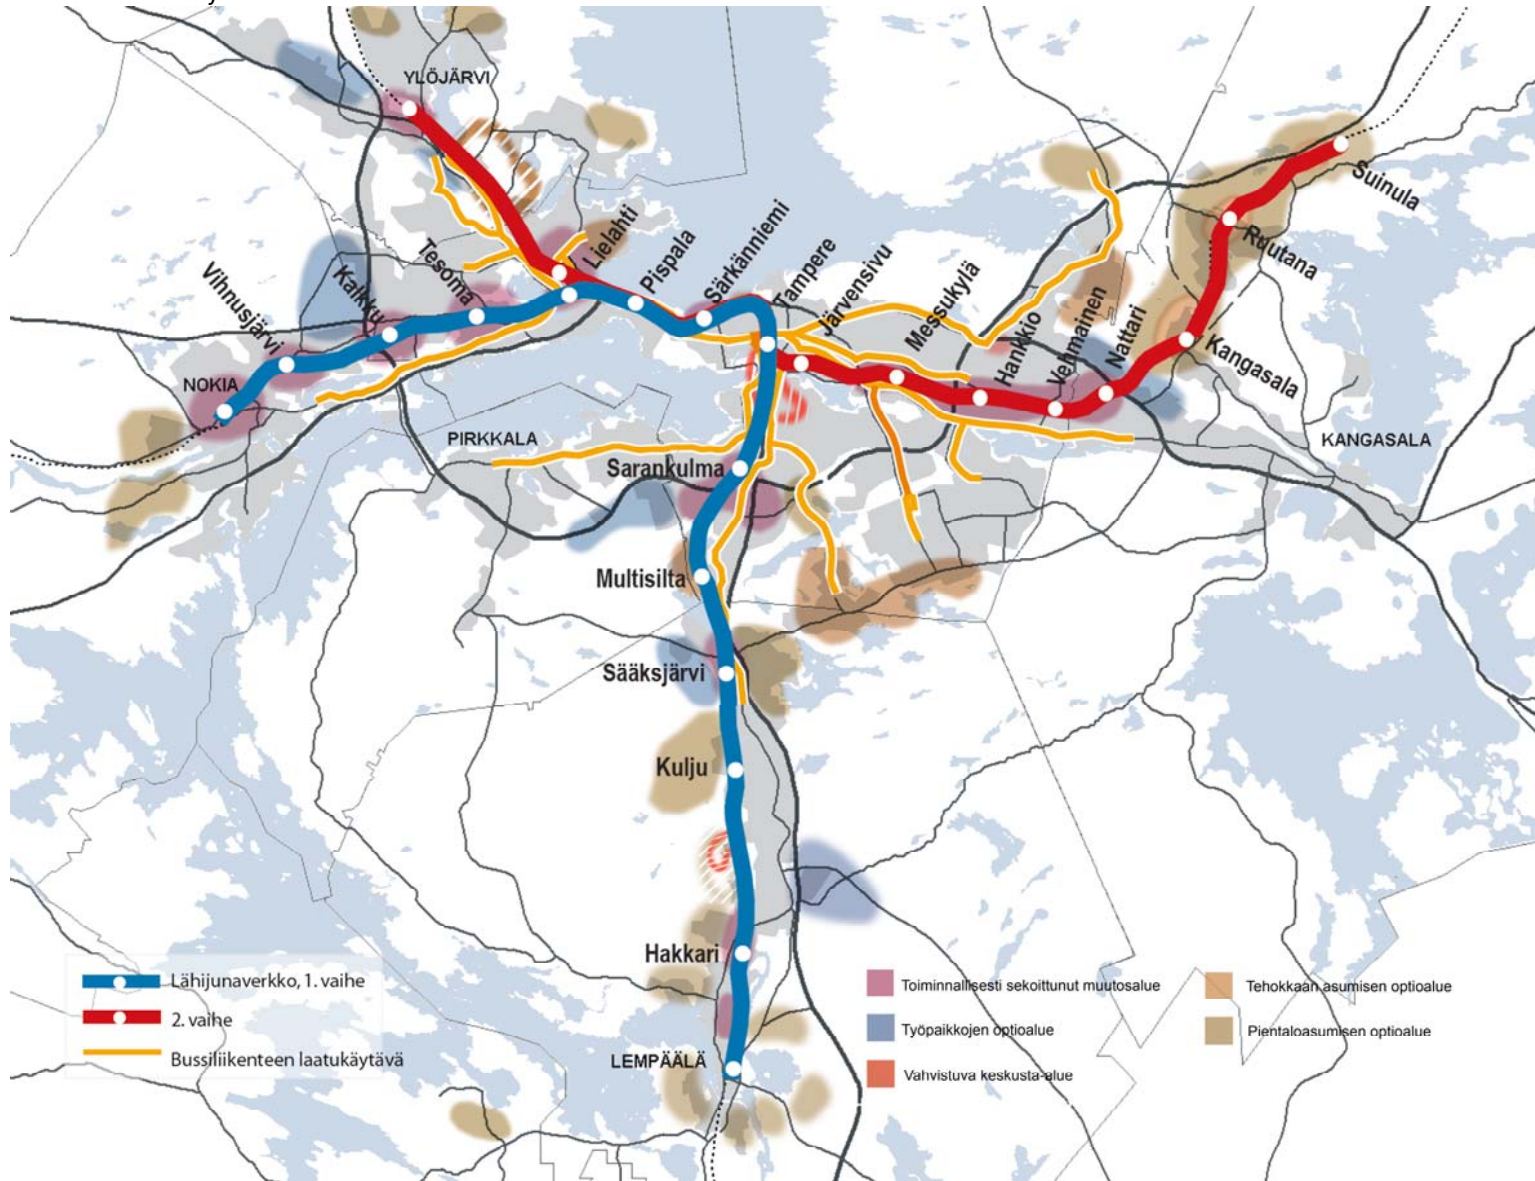 YLÖJÄRVI
Suinula
Ruutana
Lielahti
Pispala
Särkänniemi
Tampere
Järvensivu
Messukylä
Hankkio
Vehmainen
Nattari
Kangasala
Tesoma
Kalkku
Vihnusjärvi
NOKIA
PIRKKALA
KANGASALA
Sarankulma
Multisilta
Sääksjärvi
Kulju
Hakkari
LEMPÄÄLÄ
Lähijunaverkko, 1. vaihe
2. vaihe
Bussiliikenteen laatukäytävä
Toiminnallisesti sekoittunut muutosalue
Työpaikkojen optioalue
Vahvistuva keskusta-alue
Tehokkaan asumisen optioalue
Pientaloasumisen optioalue